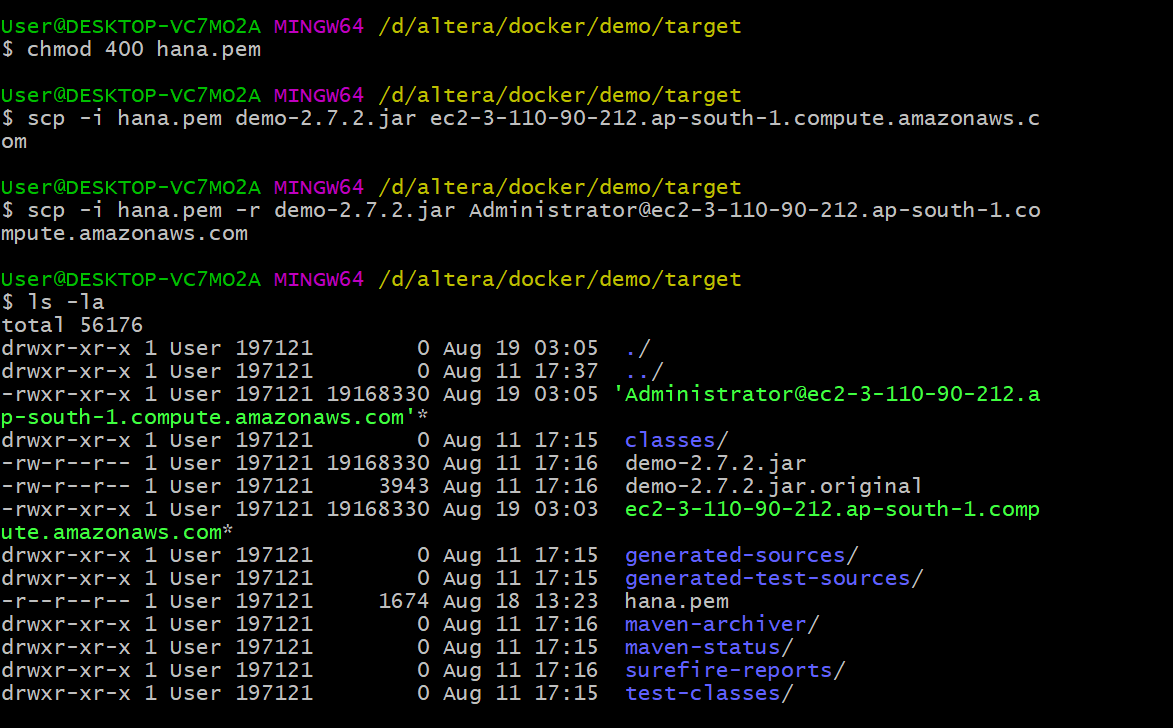 User@DESKTOP-VC7MO2A MINGW64 /d/altera/docker/demo/target
$ chmod 400 hana.pem
User@DESKTOP-VC7MO2A MINGW64 /d/altera/docker/demo/target
$ scp -i hana.pem demo-2.7.2.jar ec2-3-110-90-212.ap-south-1.compute.amazonaws.c
om
User@DESKTOP-VC7MO2A MINGW64 /d/altera/docker/demo/target
$ scp -i hana.pem -r demo-2.7.2.jar Administrator@ec2-3-110-90-212.ap-south-1.co
mpute.amazonaws.com
User@DESKTOP-VC7MO2A MINGW64 /d/altera/docker/demo/target
$ ls -la
total 56176
drwxr-xr-x 1 User 197121        0 Aug 19 03:05  ./
drwxr-xr-x 1 User 197121        0 Aug 11 17:37  ../
-rwxr-xr-x 1 User 197121 19168330 Aug 19 03:05 'Administrator@ec2-3-110-90-212.a
p-south-1.compute.amazonaws.com'*
drwxr-xr-x 1 User 197121        0 Aug 11 17:15  classes/
-rw-r--r-- 1 User 197121 19168330 Aug 11 17:16  demo-2.7.2.jar
-rw-r--r-- 1 User 197121     3943 Aug 11 17:16  demo-2.7.2.jar.original
-rwxr-xr-x 1 User 197121 19168330 Aug 19 03:03  ec2-3-110-90-212.ap-south-1.comp
ute.amazonaws.com*
drwxr-xr-x 1 User 197121        0 Aug 11 17:15  generated-sources/
drwxr-xr-x 1 User 197121        0 Aug 11 17:15  generated-test-sources/
-r--r--r-- 1 User 197121     1674 Aug 18 13:23  hana.pem
drwxr-xr-x 1 User 197121        0 Aug 11 17:16  maven-archiver/
drwxr-xr-x 1 User 197121        0 Aug 11 17:15  maven-status/
drwxr-xr-x 1 User 197121        0 Aug 11 17:16  surefire-reports/
drwxr-xr-x 1 User 197121        0 Aug 11 17:15  test-classes/